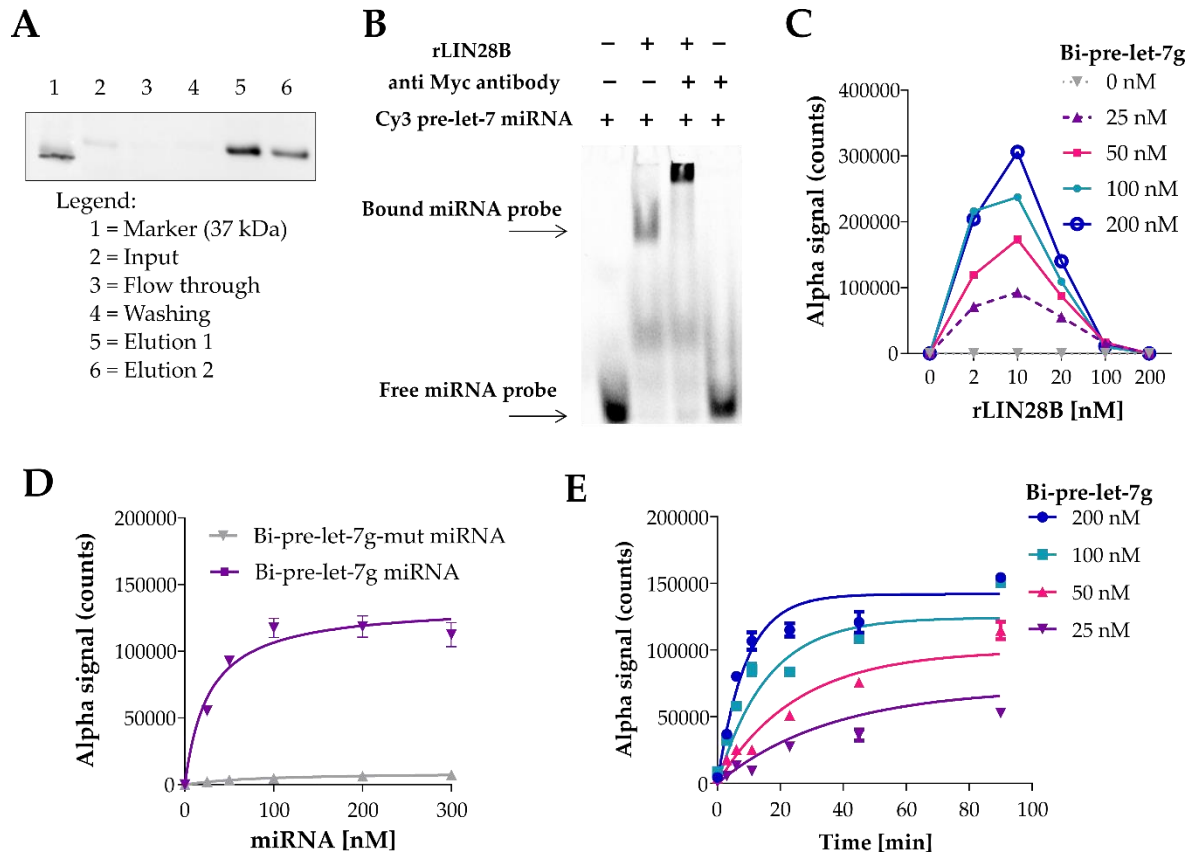 A
1 2 3 4 5 6
Legend:
1 = Marker (37 kDa)
2 = Input
3 = Flow through
4 = Washing
5 = Elution 1
6 = Elution 2
B
rLIN28B − + + −
anti Myc antibody − − + +
Cy3 pre-let-7 miRNA + + + +
Bound miRNA probe
Free miRNA probe
C
Bi-pre-let-7g
0 nM
25 nM
50 nM
100 nM
200 nM
Alpha signal (counts)
400000
300000
200000
100000
0
0 2 10 20 100 200
rLIN28B [nM]
D
Alpha signal (counts)
200000
150000
100000
50000
0
Bi-pre-let-7g-mut miRNA
Bi-pre-let-7g miRNA
0 100 200 300
miRNA [nM]
E
Bi-pre-let-7g
200 nM
100 nM
50 nM
25 nM
Alpha signal (counts)
200000
150000
100000
50000
0
0 20 40 60 80 100
Time [min]